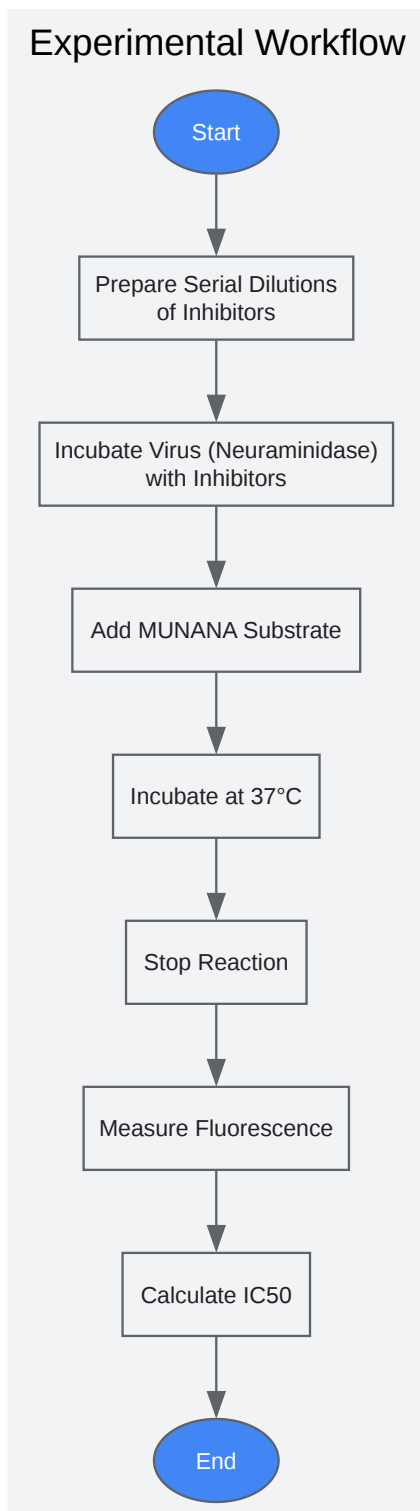 Experimental Workflow
Start
Prepare Serial Dilutions
of Inhibitors
Incubate Virus (Neuraminidase)
with Inhibitors
Add MUNANA Substrate
Incubate at 37°C
Stop Reaction
Measure Fluorescence
Calculate IC50
End